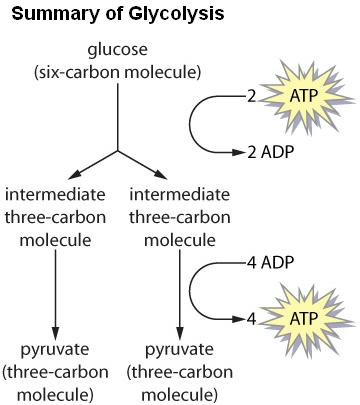 Summary of Glycolysis
glucose
(six-carbon molecule)
2 ATP
2 ADP
intermediate
three-carbon
molecule
intermediate
three-carbon
molecule
4 ADP
4 ATP
pyruvate
(three-carbon
molecule)
pyruvate
(three-carbon
molecule)